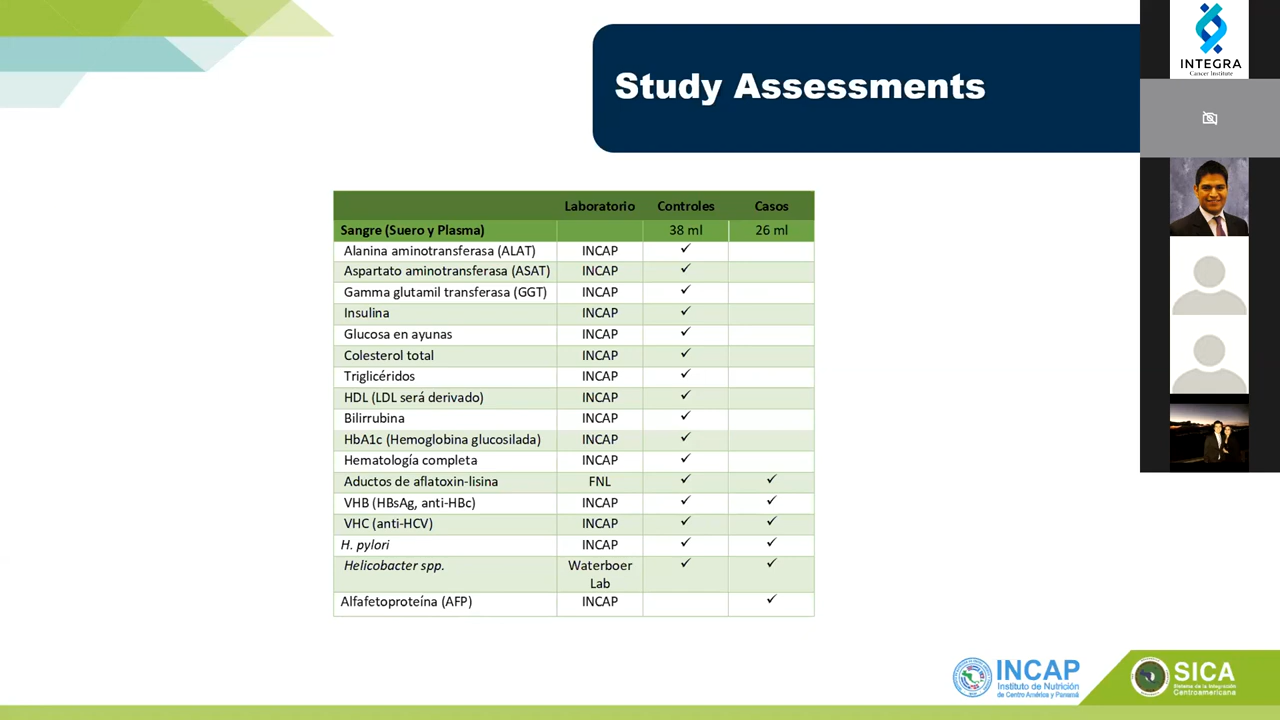 Study Assessments
INTEGRA
Cancer Institute
Laboratorio Controles Casos
Sangre (Suero y Plasma) 38 ml 26 ml
Alanina aminotransferasa (ALAT) INCAP ✓
Aspartato aminotransferasa (ASAT) INCAP ✓
Gamma glutamil transferasa (GGT) INCAP ✓
Insulina INCAP ✓
Glucosa en ayunas INCAP ✓
Colesterol total INCAP ✓
Triglicéridos INCAP ✓
HDL (LDL será derivado) INCAP ✓
Bilirrubina INCAP ✓
HbA1c (Hemoglobina glucosilada) INCAP ✓
Hematología completa INCAP ✓
Aductos de aflatoxin-lisina FNL ✓ ✓
VHB (HBsAg, anti-HBc) INCAP ✓ ✓
VHC (anti-HCV) INCAP ✓ ✓
H. pylori INCAP ✓ ✓
Helicobacter spp. Waterboer ✓ ✓
Lab
Alfafetoproteína (AFP) INCAP ✓
INCAP
Instituto de Nutrición
de Centro América y Panamá
SICA
Sistema de la Integración
Centroamericana